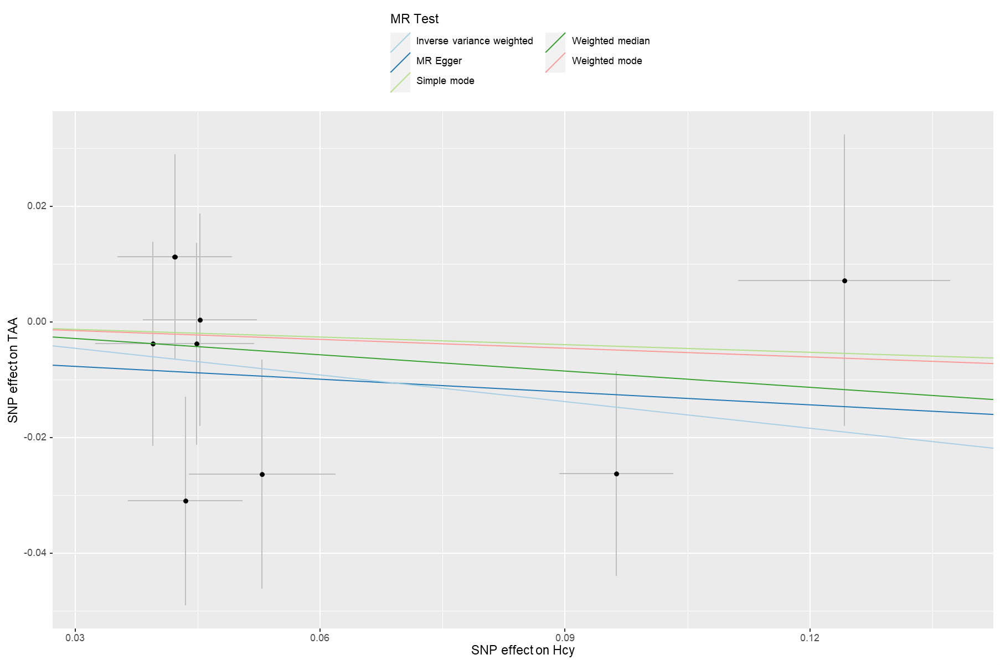 MR Test
Inverse variance weighted
Weighted median
MR Egger
Weighted mode
Simple mode
0.02
0.00
-0.02
-0.04
SNP effect on TAA
0.03
0.06
0.09
0.12
SNP effect on Hcy